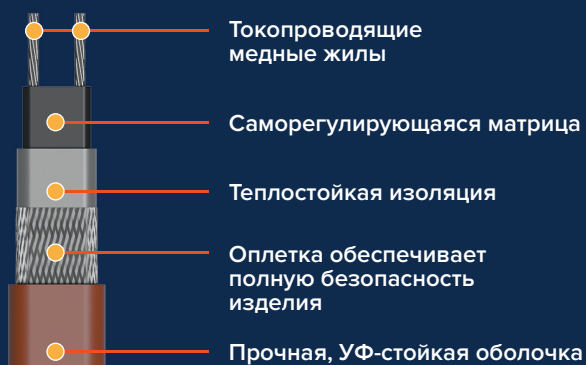 Токопроводящие
медные жилы
Саморегулирующаяся матрица
Теплостойкая изоляция
Оплетка обеспечивает
полную безопасность
изделия
Прочная, УФ-стойкая оболочка